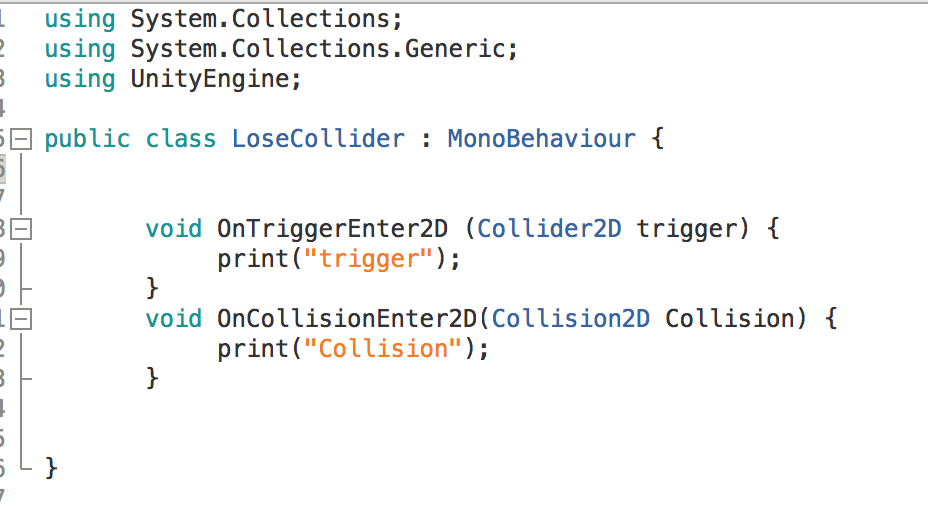 using System.Collections;
using System.Collections.Generic;
using UnityEngine;
public class LoseCollider : MonoBehaviour {
void OnTriggerEnter2D (Collider2D trigger) {
print("trigger");
}
void OnCollisionEnter2D(Collision2D Collision) {
print("Collision");
}
}